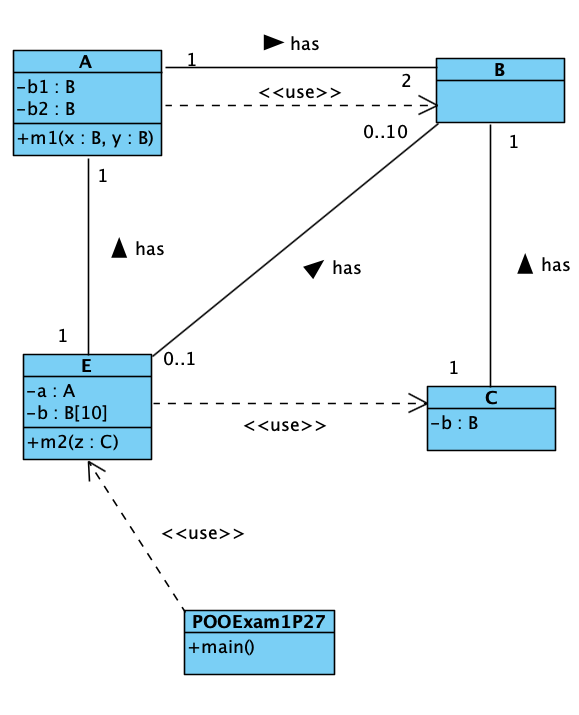 1
has
A
B
-b1 : B
-b2 : B
2
<<use>>
+m1(x : B, y : B)
0..10
1
1
has
has
has
1
0..1
1
E
-a : A
-b : B[10]
+m2(z : C)
C
-b : B
<<use>>
<<use>>
POOExam1P27
+main()